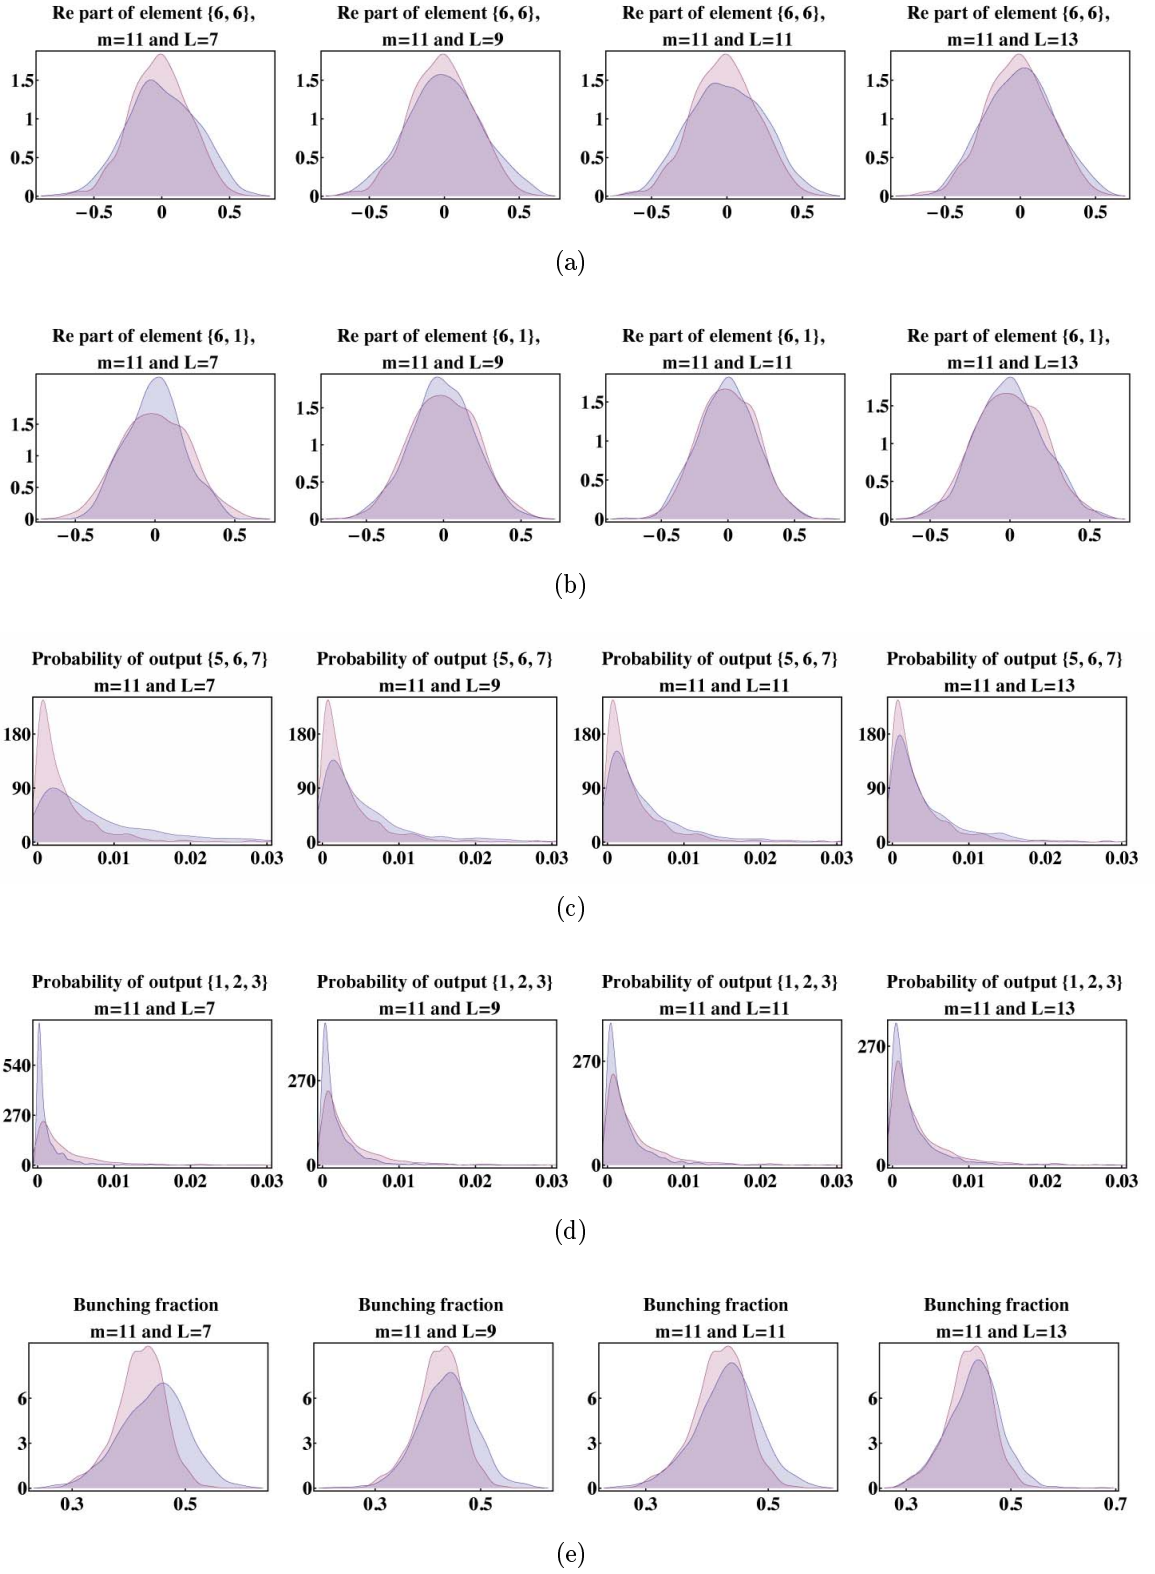 Re part of element {6, 6},
m=11 and L=7
Re part of element {6, 6},
m=11 and L=9
Re part of element {6, 6},
m=11 and L=11
Re part of element {6, 6},
m=11 and L=13
1.5
1
0.5
0
−0.5 0 0.5
1.5
1
0.5
0
−0.5 0 0.5
1.5
1
0.5
0
−0.5 0 0.5
1.5
1
0.5
0
−0.5 0 0.5
(a)
Re part of element {6, 1},
m=11 and L=7
Re part of element {6, 1},
m=11 and L=9
Re part of element {6, 1},
m=11 and L=11
Re part of element {6, 1},
m=11 and L=13
1.5
1
0.5
0
−0.5 0 0.5
1.5
1
0.5
0
−0.5 0 0.5
1.5
1
0.5
0
−0.5 0 0.5
1.5
1
0.5
0
−0.5 0 0.5
(b)
Probability of output {5, 6, 7}
m=11 and L=7
Probability of output {5, 6, 7}
m=11 and L=9
Probability of output {5, 6, 7}
m=11 and L=11
Probability of output {5, 6, 7}
m=11 and L=13
180
90
0
0 0.01 0.02 0.03
180
90
0
0 0.01 0.02 0.03
180
90
0
0 0.01 0.02 0.03
180
90
0
0 0.01 0.02 0.03
(c)
Probability of output {1, 2, 3}
m=11 and L=7
Probability of output {1, 2, 3}
m=11 and L=9
Probability of output {1, 2, 3}
m=11 and L=11
Probability of output {1, 2, 3}
m=11 and L=13
540
270
0
0 0.01 0.02 0.03
270
0
0 0.01 0.02 0.03
270
0
0 0.01 0.02 0.03
270
0
0 0.01 0.02 0.03
(d)
Bunching fraction
m=11 and L=7
Bunching fraction
m=11 and L=9
Bunching fraction
m=11 and L=11
Bunching fraction
m=11 and L=13
6
3
0
0.3 0.5
6
3
0
0.3 0.5
6
3
0
0.3 0.5
6
3
0
0.3 0.5 0.7
(e)